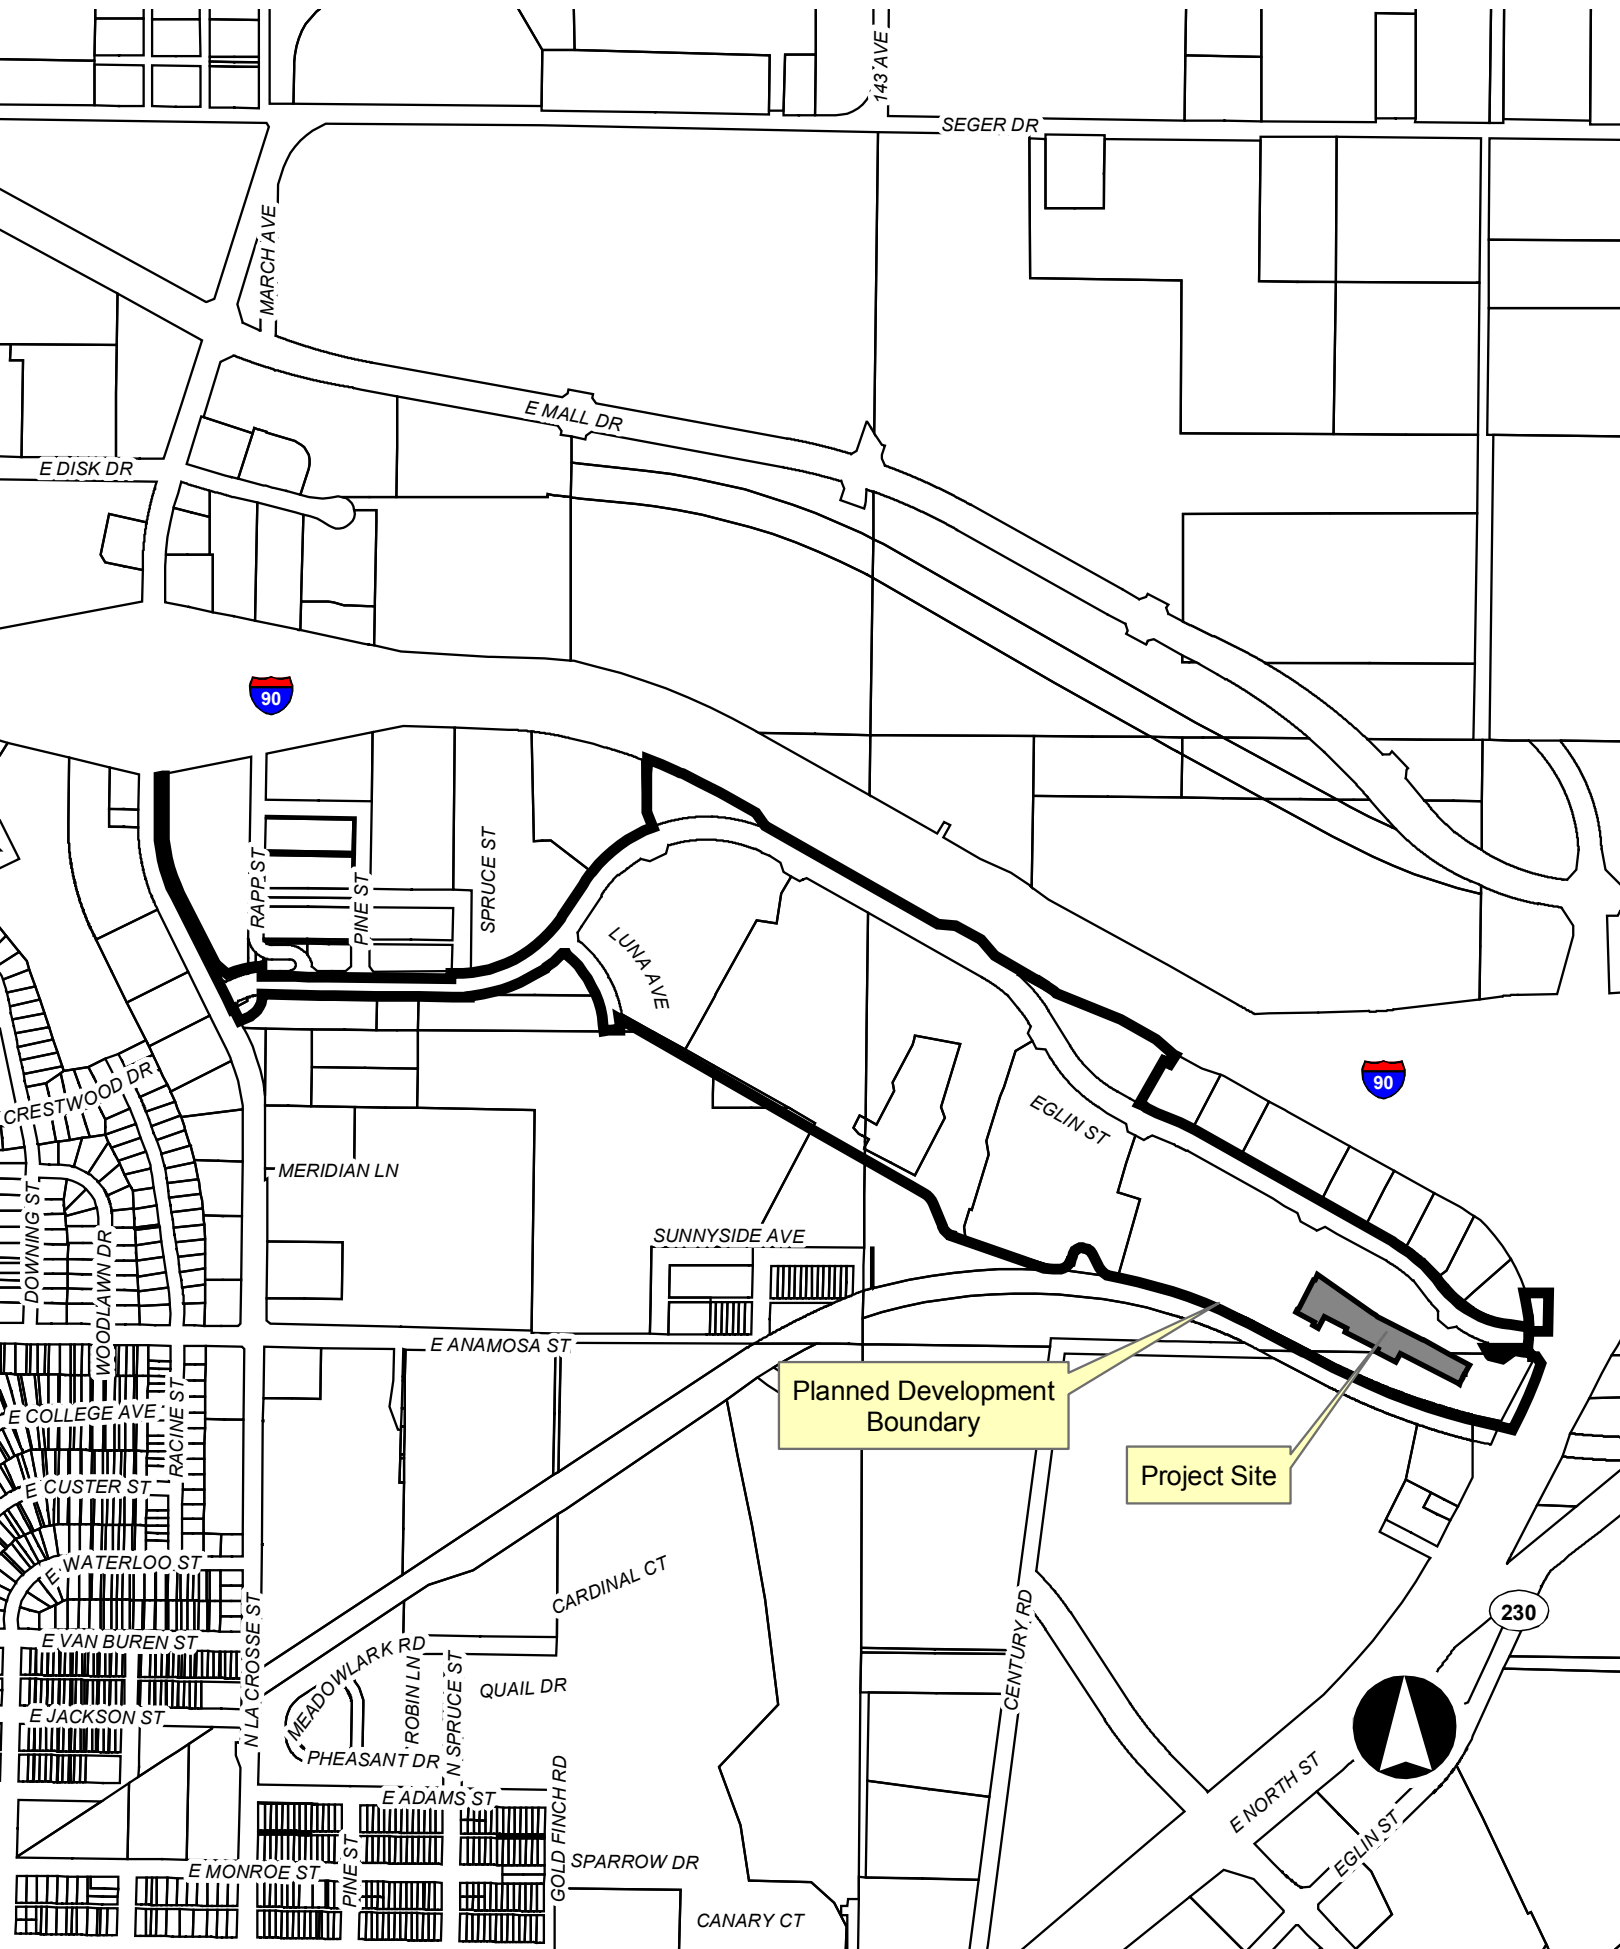 143 AVE
SEGER DR
MARCH AVE
E MALL DR
E DISK DR
90
RAPP ST
PINE ST
SPRUCE ST
LUNA AVE
90
EGLIN ST
CRESTWOOD DR
MERIDIAN LN
DOWNING ST
WOODLAWN DR
SUNNYSIDE AVE
E ANAMOSA ST
Planned Development
Boundary
Project Site
E COLLEGE AVE
RACINE ST
E CUSTER ST
E WATERLOO ST
CARDINAL CT
CENTURY RD
230
E VAN BUREN ST
N LA CROSSE ST
MEADOWLARK RD
ROBIN LN
N SPRUCE ST
QUAIL DR
E JACKSON ST
PHEASANT DR
E ADAMS ST
GOLD FINCH RD
E NORTH ST
EGLIN ST
E MONROE ST
PINE ST
SPARROW DR
CANARY CT